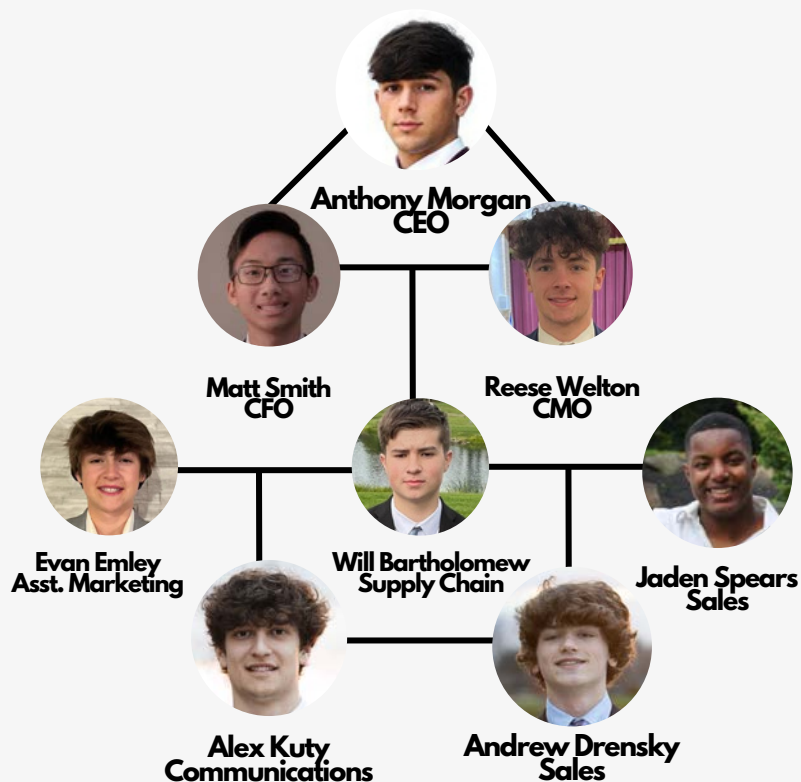 Anthony Morgan
CEO
Matt Smith
CFO
Reese Welton
CMO
Evan Emley
Asst. Marketing
Will Bartholomew
Supply Chain
Jaden Spears
Sales
Alex Kuty
Communications
Andrew Drensky
Sales